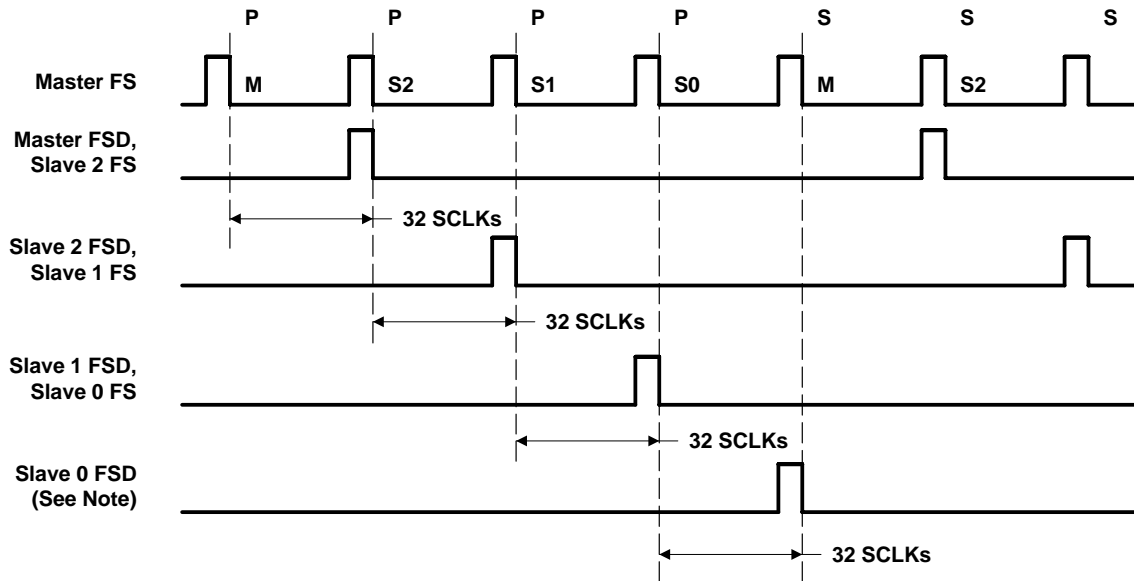 P P P P S S S
Master FS
M S2 S1 S0 M S2
Master FSD,
Slave 2 FS
32 SCLKs
Slave 2 FSD,
Slave 1 FS
32 SCLKs
Slave 1 FSD,
Slave 0 FS
32 SCLKs
Slave 0 FSD
(See Note)
32 SCLKs